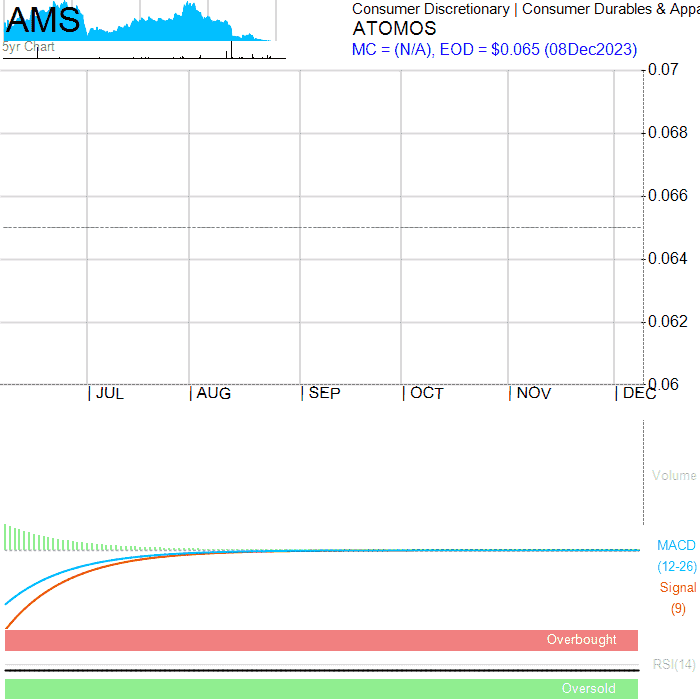 AMS
5yr Chart
Consumer Discretionary | Consumer Durables & Appa
ATOMOS
MC = (N/A), EOD = $0.065 (08Dec2023)
0.07
0.068
0.066
0.064
0.062
0.06
JUL AUG SEP OCT NOV DEC
Volume
MACD
(12-26)
Signal
(9)
Overbought
RSI(14)
Oversold